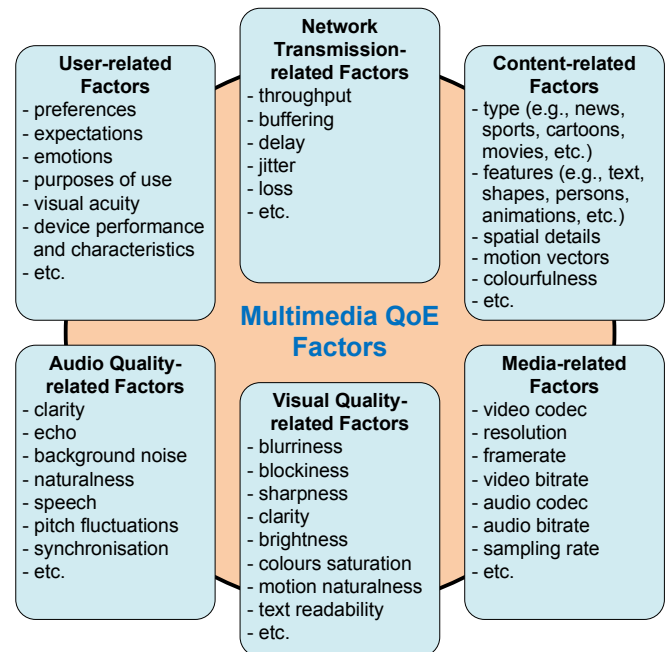 User-related
Factors
- preferences
- expectations
- emotions
- purposes of use
- visual acuity
- device performance
and characteristics
- etc.
Network
Transmission-
related Factors
- throughput
- buffering
- delay
- jitter
- loss
- etc.
Content-related
Factors
- type (e.g., news,
sports, cartoons,
movies, etc.)
- features (e.g., text,
shapes, persons,
animations, etc.)
- spatial details
- motion vectors
- colourfulness
- etc.
Multimedia QoE
Factors
Audio Quality-
related Factors
- clarity
- echo
- background noise
- naturalness
- speech
- pitch fluctuations
- synchronisation
- etc.
Visual Quality-
related Factors
- blurriness
- blockiness
- sharpness
- clarity
- brightness
- colours saturation
- motion naturalness
- text readability
- etc.
Media-related
Factors
- video codec
- resolution
- framerate
- video bitrate
- audio codec
- audio bitrate
- sampling rate
- etc.